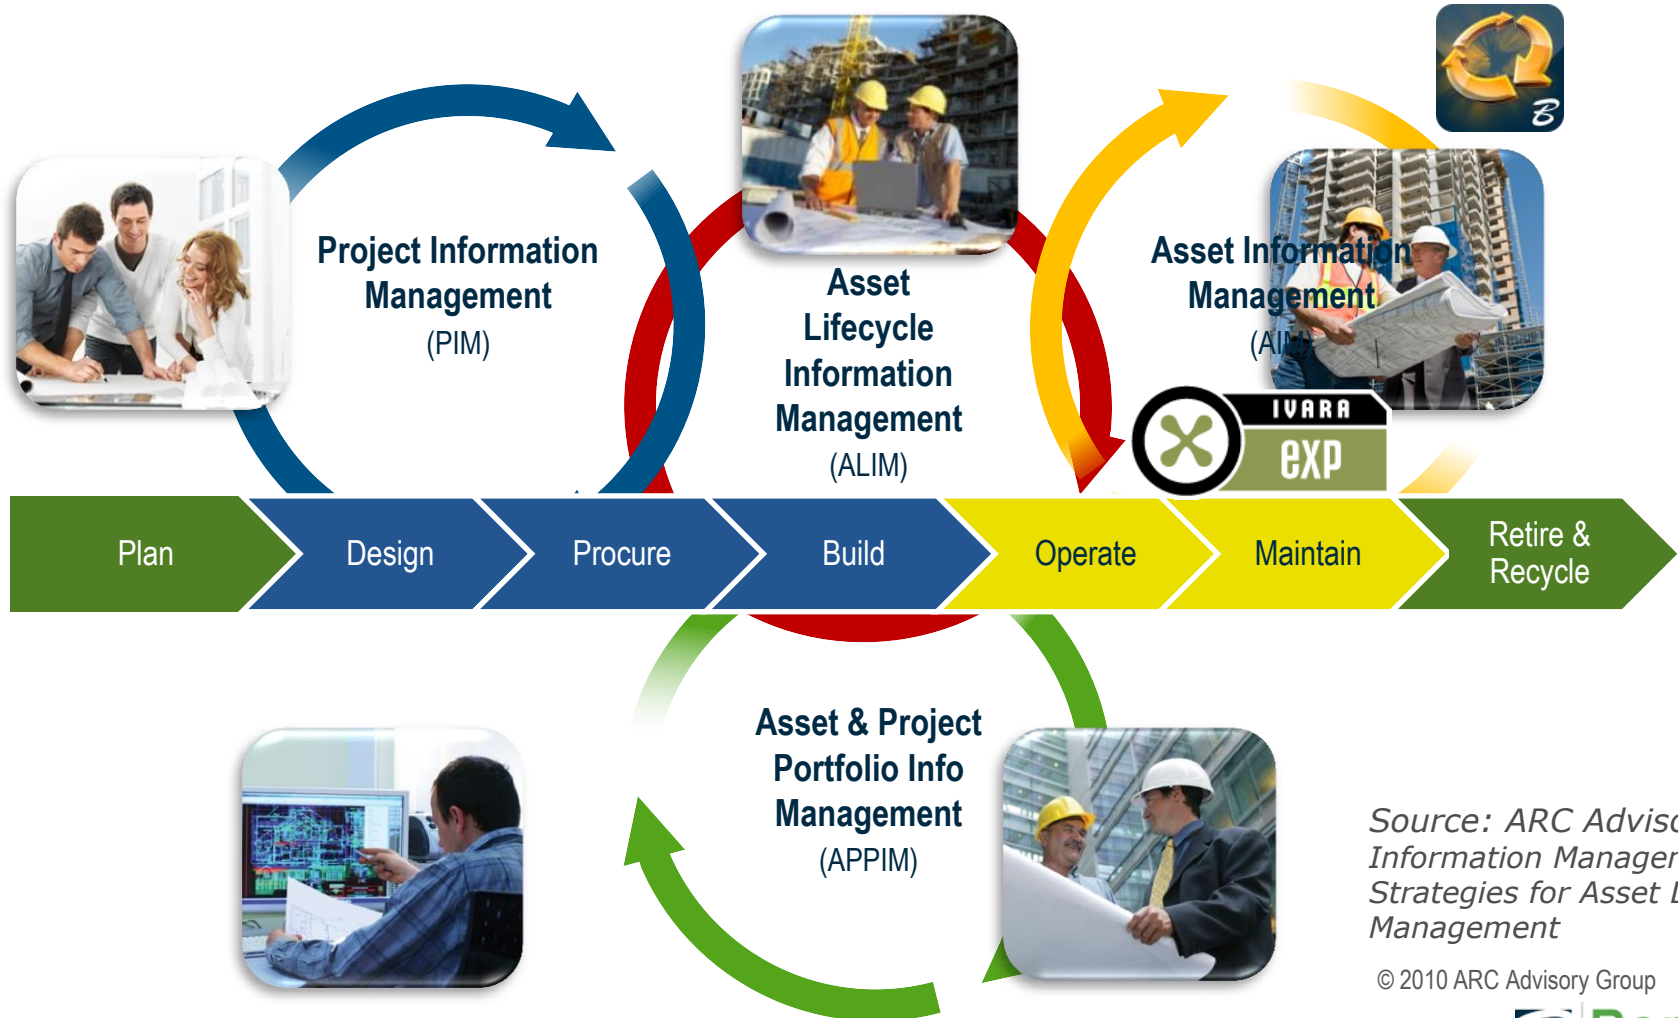 B
Project Information
Management
(PIM)
Asset
Lifecycle
Information
Management
(ALIM)
Asset Information
Management
(AIM)
IVARA
exp
Plan
Design
Procure
Build
Operate
Maintain
Retire &
Recycle
Asset & Project
Portfolio Info
Management
(APPIM)
Source: ARC
Information
Strategies for Asset
Management
© 2010 ARC Advisory Group